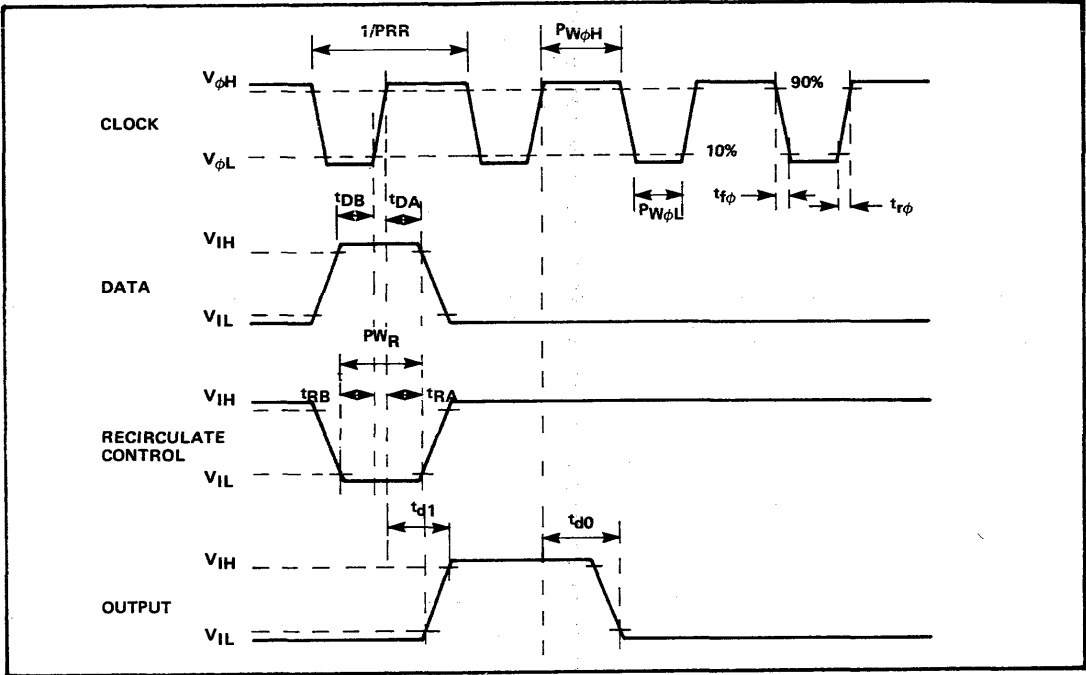 1/PRR
PWφH
VφH
90%
CLOCK
VφL
10%
tDB
tDA
PWφL
tfφ
trφ
VIH
DATA
VIL
PWR
VIH
tRB
tRA
RECIRCULATE
CONTROL
VIL
td1
td0
VIH
OUTPUT
VIL